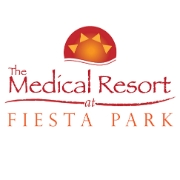 The
Medical Resort
at
FIESTA PARK